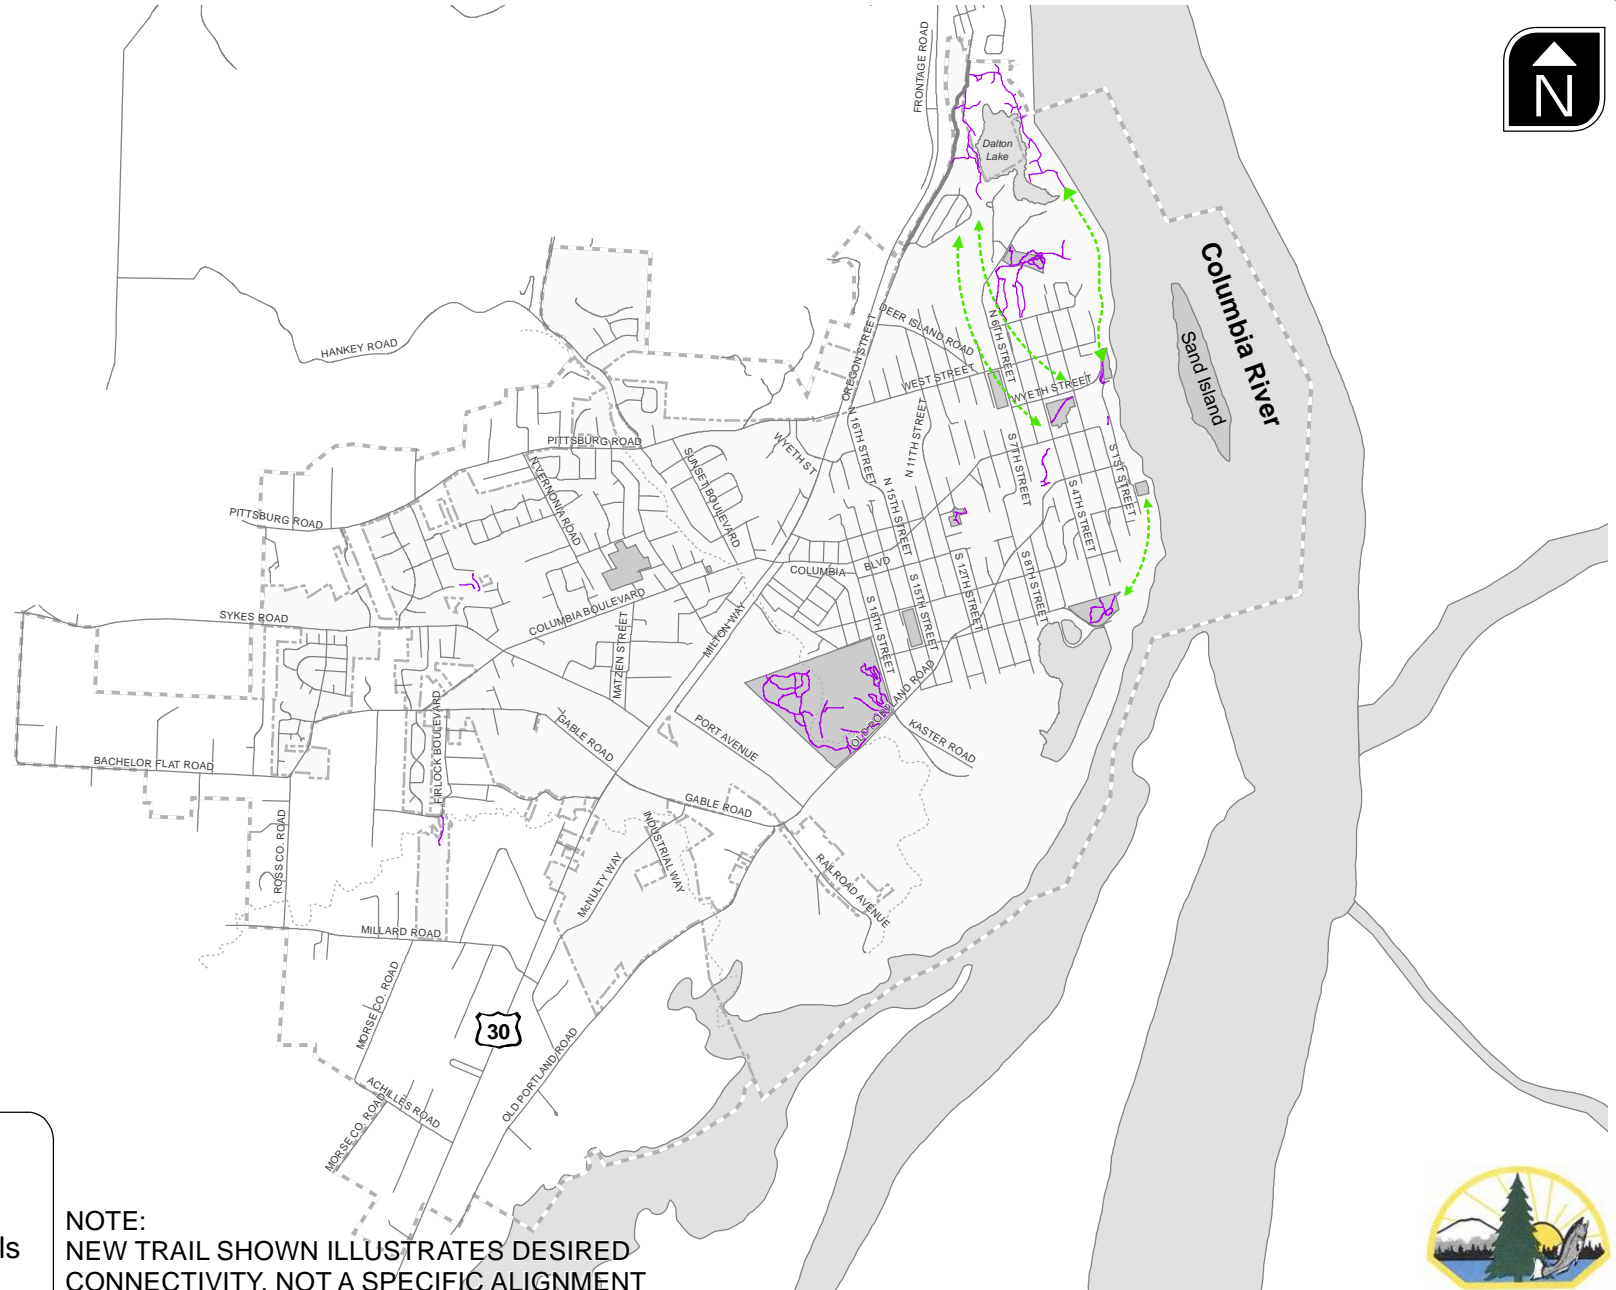 FRONTAGE ROAD
N
Dalton
Lake
Columbia River
Sand Island
HANKEY ROAD
OREGON STREET
DEER ISLAND ROAD
N 6TH STREET
WEST STREET
WYETH STREET
PITTSBURG ROAD
N 16TH STREET
N 11TH STREET
WYETH ST
SUNSET BOULEVARD
N VERNONIA ROAD
S 7TH STREET
S 1ST STREET
S 4TH STREET
N 15TH STREET
PITTSBURG ROAD
COLUMBIA BLVD
S 12TH STREET
S 8TH STREET
S 15TH STREET
S 18TH STREET
SYKES ROAD
COLUMBIA BOULEVARD
MATZEN STREET
MILTON WAY
OLD PORTLAND ROAD
KASTER ROAD
PORT AVENUE
GABLE ROAD
FIRLOCK BOULEVARD
BACHELOR FLAT ROAD
GABLE ROAD
INDUSTRIAL WAY
RAILROAD AVENUE
McNULTY WAY
ROSS CO. ROAD
MILLARD ROAD
MORSE CO. ROAD
30
OLD PORTLAND ROAD
ACHILLES ROAD
MORSE CO. ROAD
ls
NOTE:
NEW TRAIL SHOWN ILLUSTRATES DESIRED
CONNECTIVITY, NOT A SPECIFIC ALIGNMENT